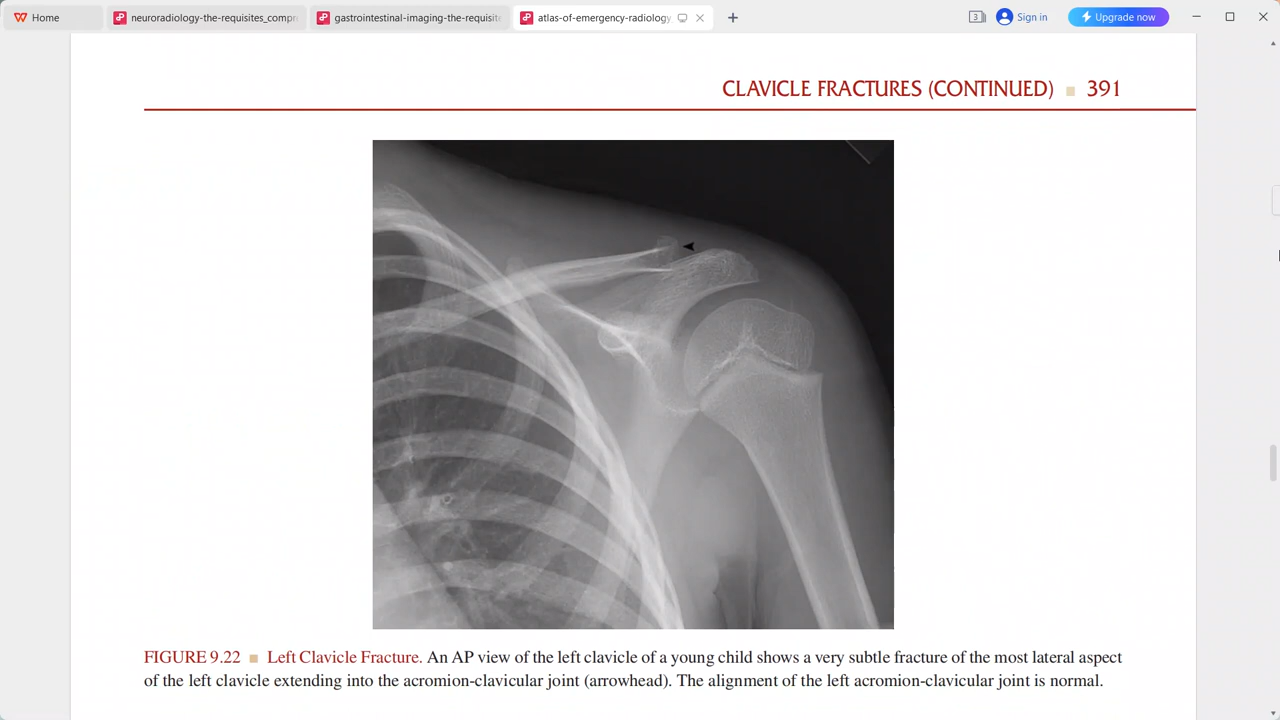 Home
neuroradiology-the-requisites_compr
gastrointestinal-imaging-the-requisite
atlas-of-emergency-radiology
3
Sign in
Upgrade now
CLAVICLE FRACTURES (CONTINUED) ■ 391
FIGURE 9.22 ■ Left Clavicle Fracture. An AP view of the left clavicle of a young child shows a very subtle fracture of the most lateral aspect
of the left clavicle extending into the acromion-clavicular joint (arrowhead). The alignment of the left acromion-clavicular joint is normal.